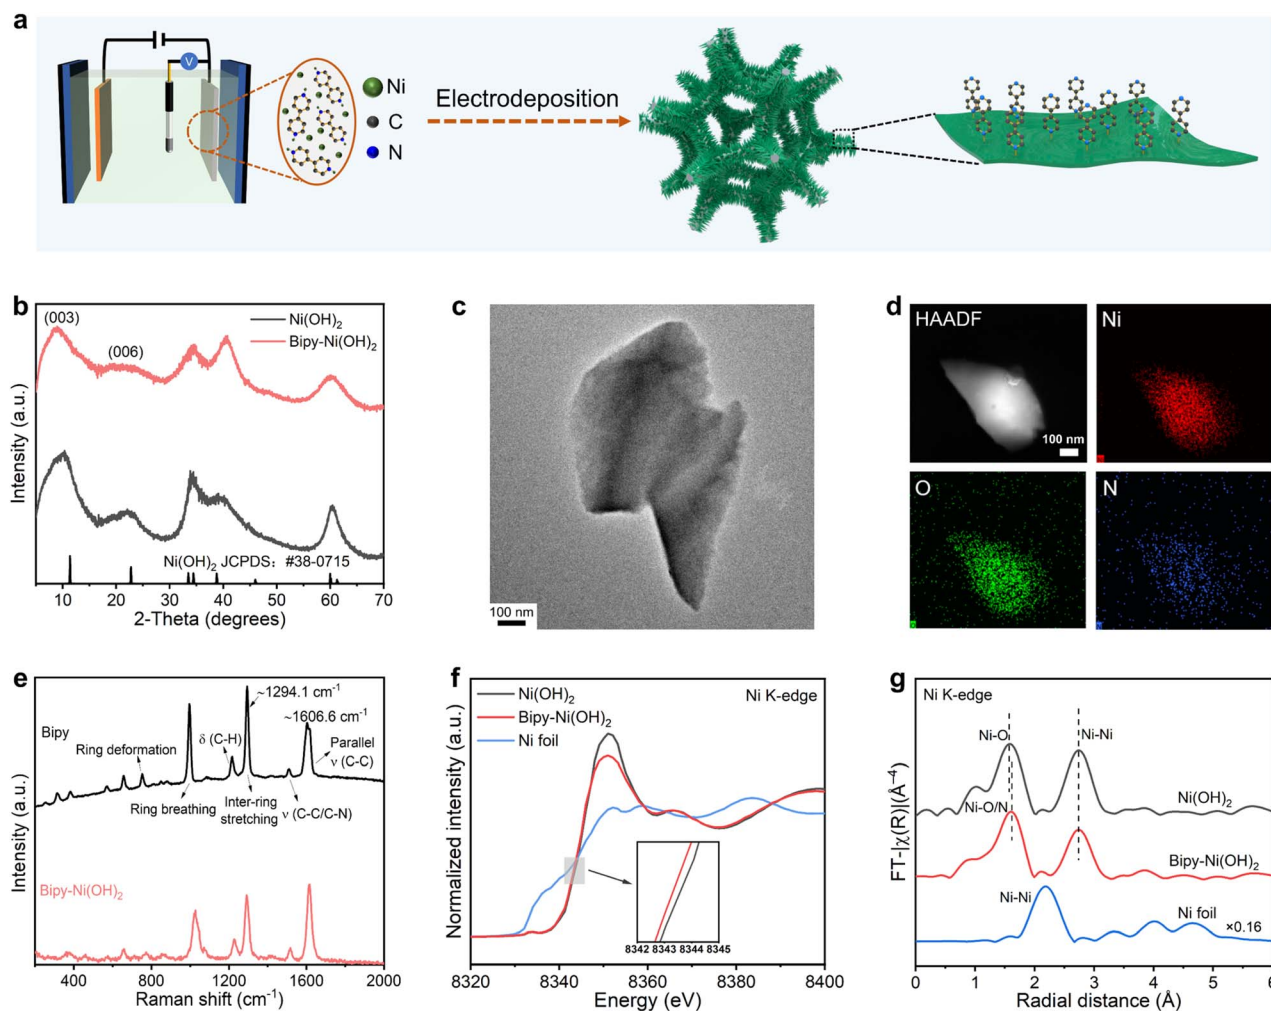 a
V
Ni
C
N
Electrodeposition
b
(003)
(006)
Ni(OH)₂
Bipy-Ni(OH)₂
Ni(OH)₂ JCPDS: #38-0715
Intensity (a.u.)
10 20 30 40 50 60 70
2-Theta (degrees)
c
100 nm
d
HAADF
100 nm
Ni
O
N
e
Bipy
Ring deformation
Ring breathing
δ (C-H)
~1294.1 cm⁻¹
~1606.6 cm⁻¹
Parallel
ν (C-C)
Inter-ring
stretching
ν (C-C/C-N)
Bipy-Ni(OH)₂
Intensity (a.u.)
400 800 1200 1600 2000
Raman shift (cm⁻¹)
f
Ni(OH)₂
Bipy-Ni(OH)₂
Ni foil
Ni K-edge
8342 8343 8344 8345
Normalized intensity (a.u.)
8320 8340 8360 8380 8400
Energy (eV)
g
Ni K-edge
Ni-O
Ni-Ni
Ni(OH)₂
Ni-O/N
Bipy-Ni(OH)₂
Ni-Ni
Ni foil
×0.16
FT-|χ(R)|(Å⁻⁴)
0 1 2 3 4 5 6
Radial distance (Å)